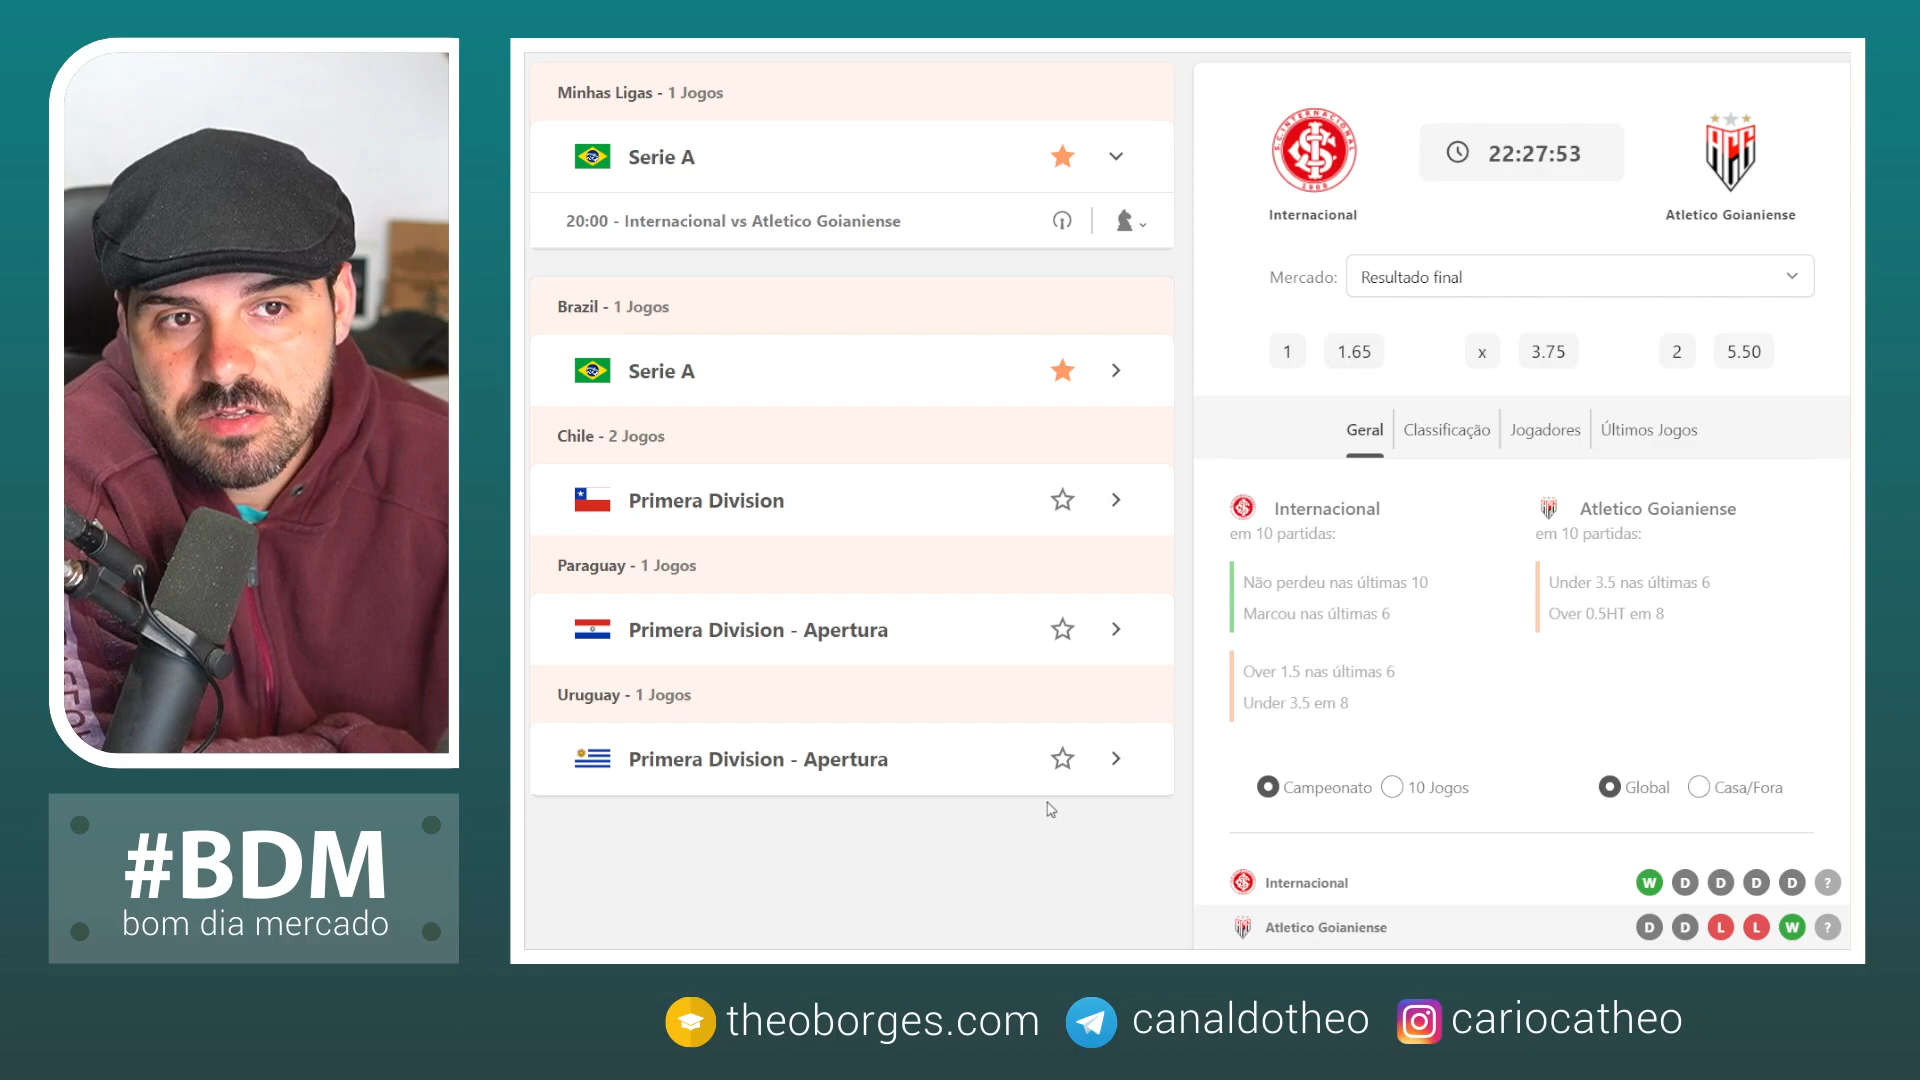 Minhas Ligas - 1 Jogos
Serie A
20:00 - Internacional vs Atletico Goianiense
Brazil - 1 Jogos
Serie A
Chile - 2 Jogos
Primera Division
Paraguay - 1 Jogos
Primera Division - Apertura
Uruguay - 1 Jogos
Primera Division - Apertura
S.C. INTERNACIONAL
1909
22:27:53
ACG
Internacional
Atletico Goianiense
Mercado: Resultado final
1 1.65 x 3.75 2 5.50
Geral Classificação Jogadores Últimos Jogos
Internacional
em 10 partidas:
Não perdeu nas últimas 10
Marcou nas últimas 6
Over 1.5 nas últimas 6
Under 3.5 em 8
Atletico Goianiense
em 10 partidas:
Under 3.5 nas últimas 6
Over 0.5HT em 8
Campeonato 10 Jogos Global Casa/Fora
Internacional W D D D D ?
Atletico Goianiense D D L L W ?
#BDM
bom dia mercado
theoborges.com canaldotheo cariocatheo